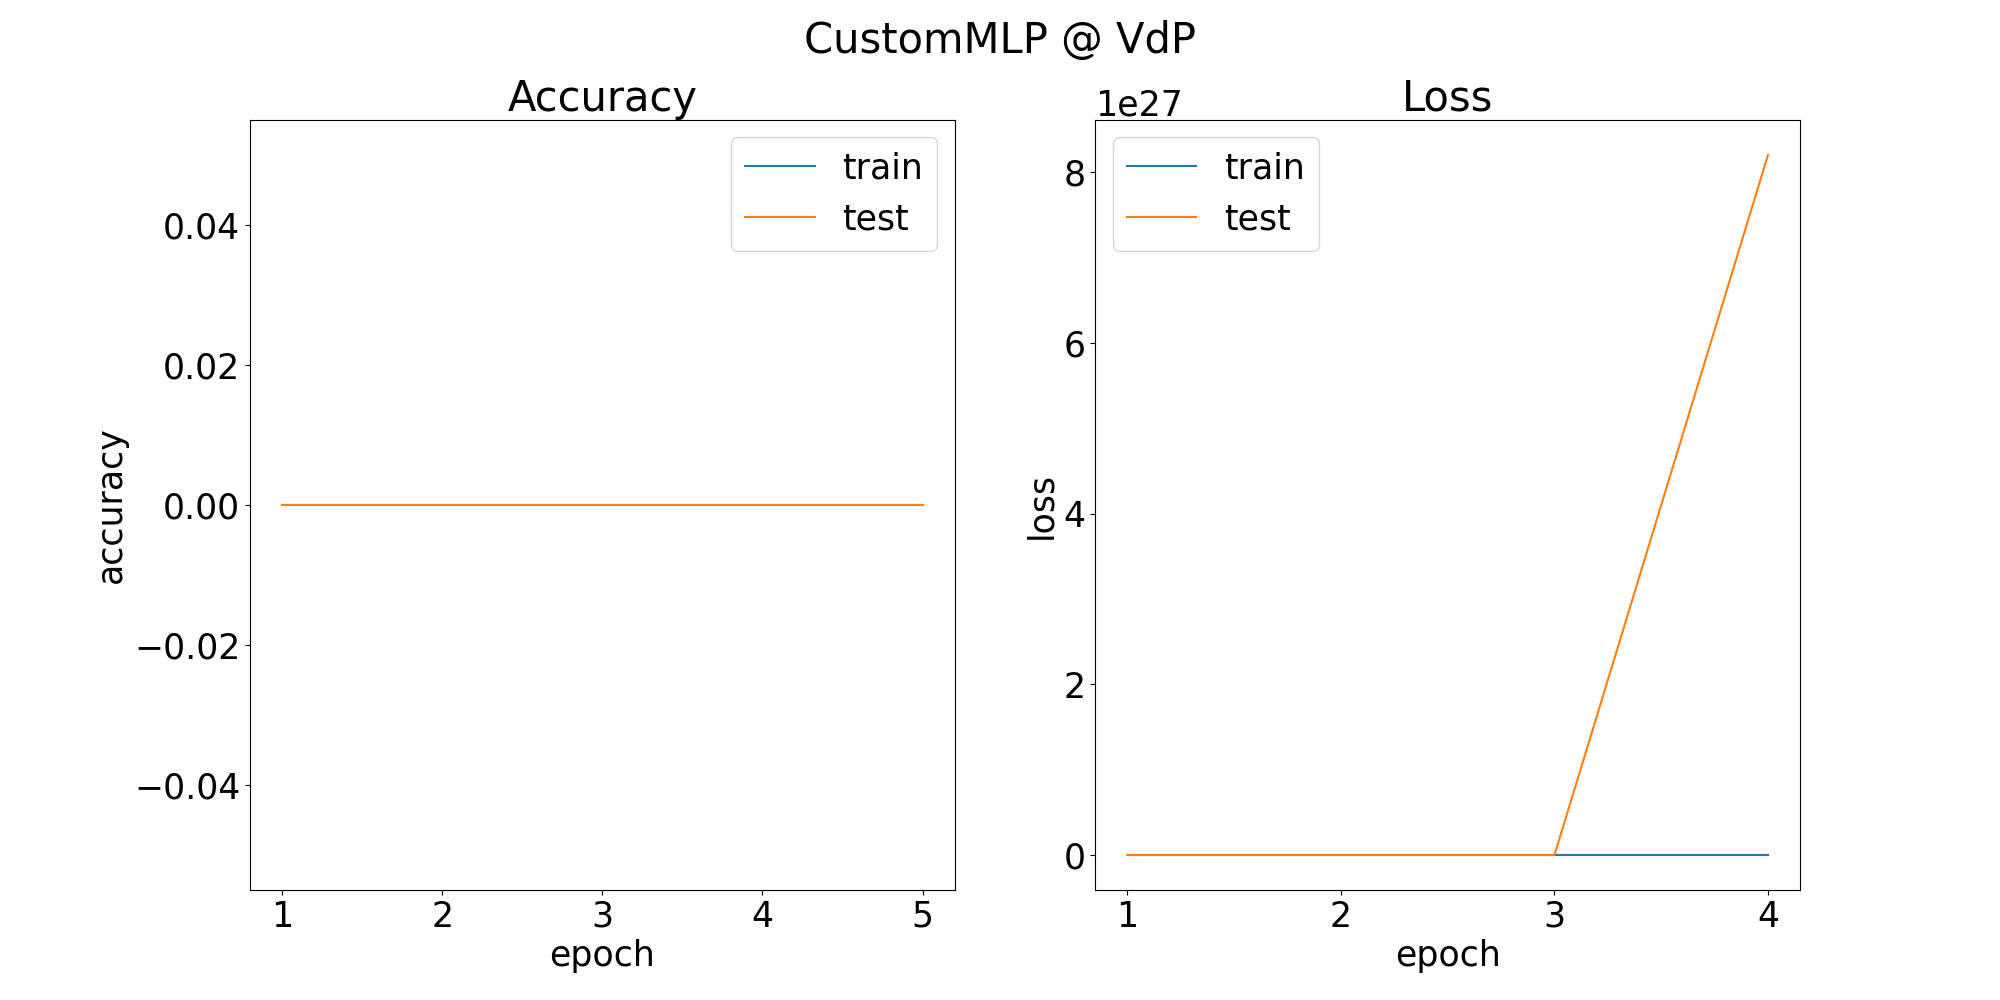 CustomMLP @ VdP
Accuracy
train
test
0.04
0.02
0.00
−0.02
−0.04
accuracy
1 2 3 4 5
epoch
Loss
1e27
train
test
8
6
4
2
0
loss
1 2 3 4
epoch